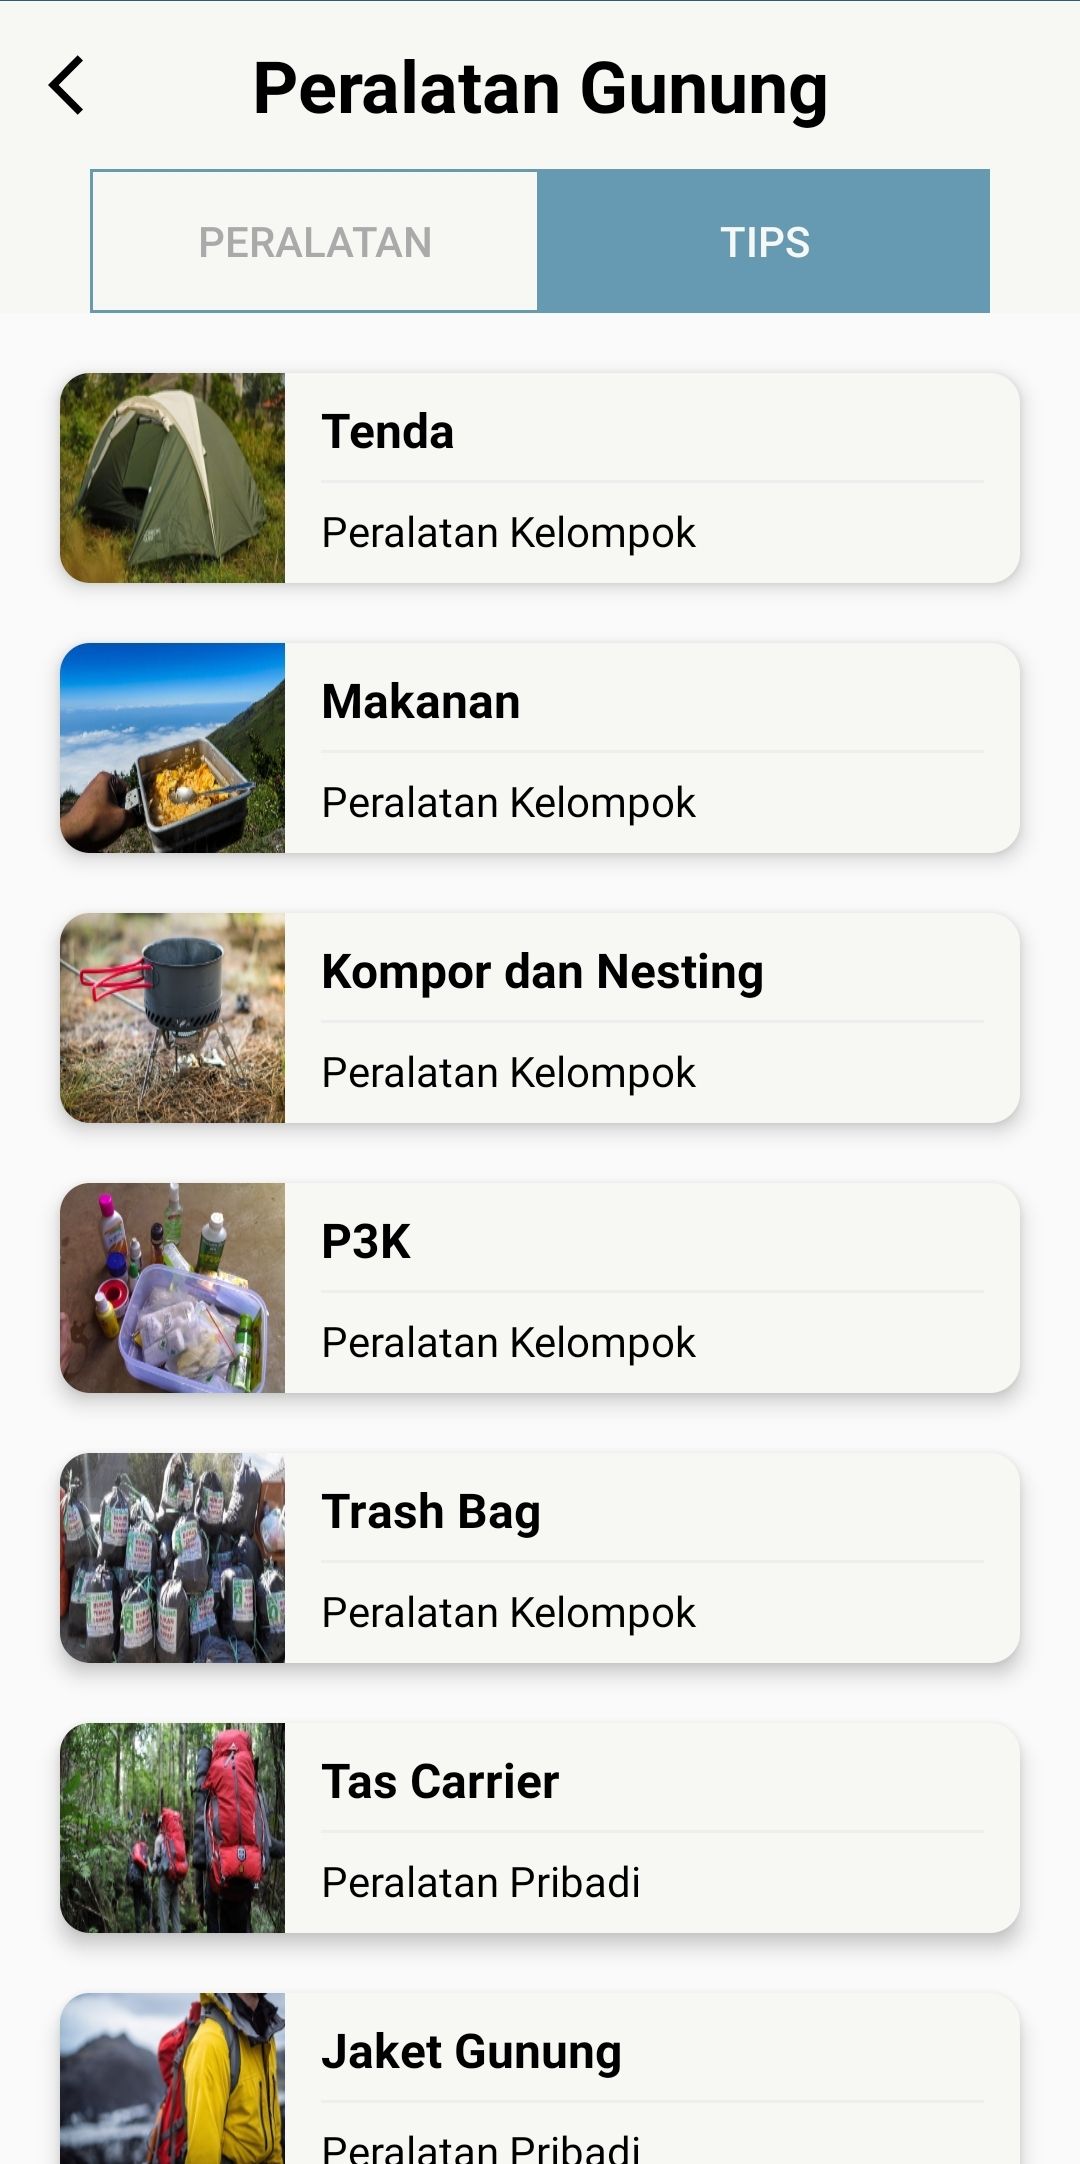 Peralatan Gunung
PERALATAN
TIPS
Tenda
Peralatan Kelompok
Makanan
Peralatan Kelompok
Kompor dan Nesting
Peralatan Kelompok
P3K
Peralatan Kelompok
Trash Bag
Peralatan Kelompok
Tas Carrier
Peralatan Pribadi
Jaket Gunung
Peralatan Pribadi